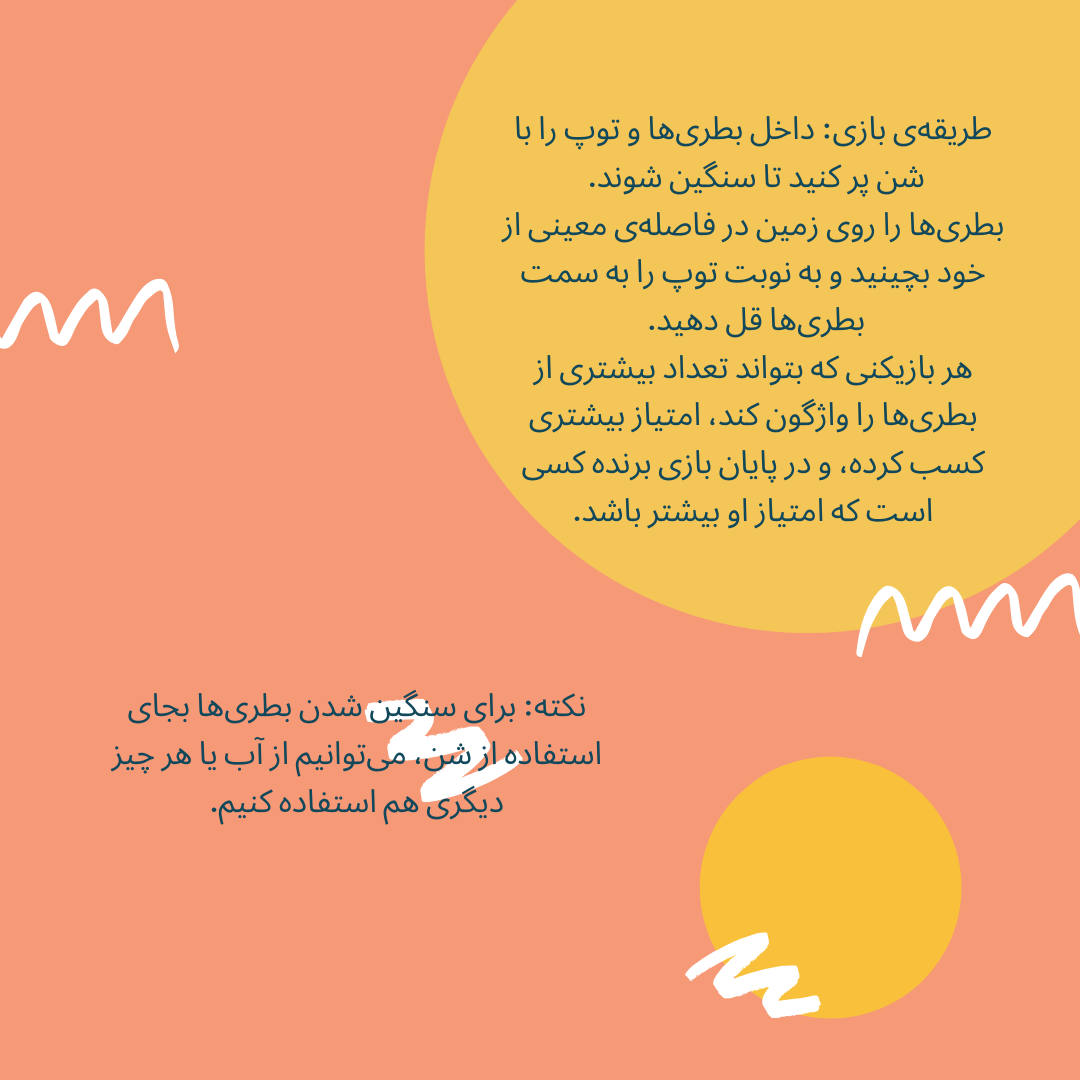 طریقه‌ی بازی: داخل بطری‌ها و توپ را با
شن پر کنید تا سنگین شوند.
بطری‌ها را روی زمین در فاصله‌ی معینی از
خود بچینید و به نوبت توپ را به سمت
بطری‌ها قل دهید.
هر بازیکنی که بتواند تعداد بیشتری از
بطری‌ها را واژگون کند، امتیاز بیشتری
کسب کرده، و در پایان بازی برنده کسی
است که امتیاز او بیشتر باشد.
نکته: برای سنگین شدن بطری‌ها بجای
استفاده از شن، می‌توانیم از آب یا هر چیز
دیگری هم استفاده کنیم.